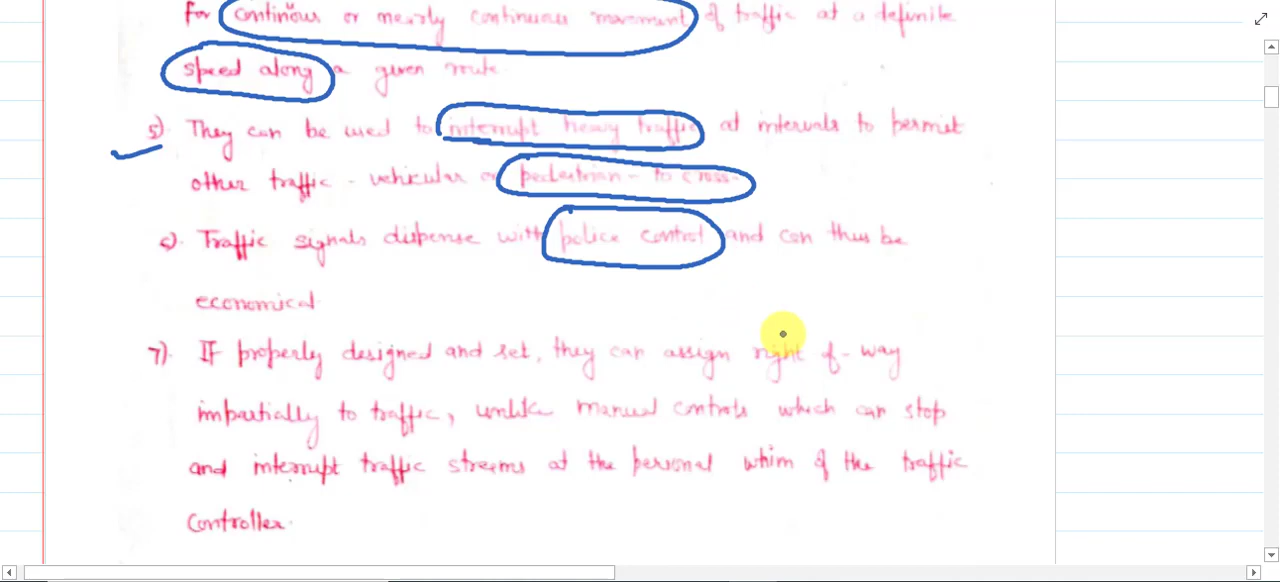 for continous or nearly continuous movement of traffic at a definite
speed along a given route
5) They can be used to interrupt heavy traffic at intervals to permit
other traffic - vehicular or pedestrian - to cross.
6) Traffic signals dispense with police control and can thus be
economical
7) If properly designed and set, they can assign right of-way
impartially to traffic, unlike manual controls which can stop
and interrupt traffic streams at the personal whim of the traffic
controller.